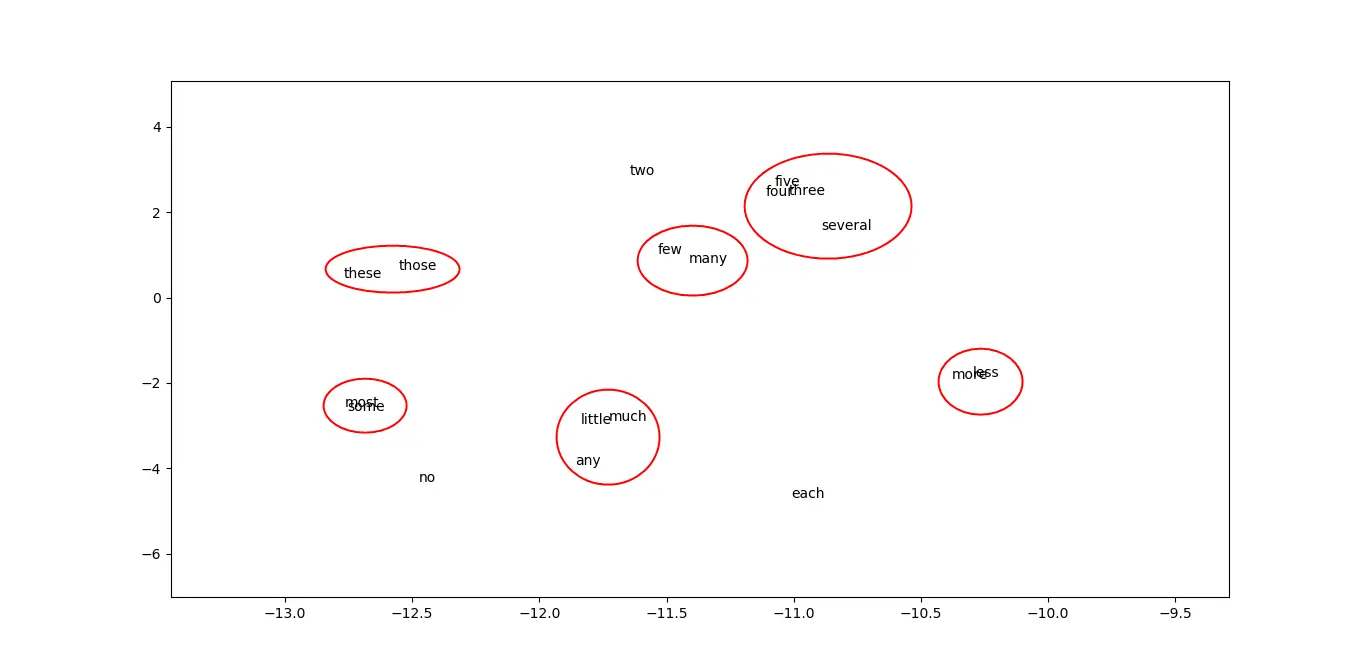 4
two
five
four three
2
several
few
many
those
these
0
−2
more less
most
some
much
little
any
−4
no
each
−6
−13.0 −12.5 −12.0 −11.5 −11.0 −10.5 −10.0 −9.5